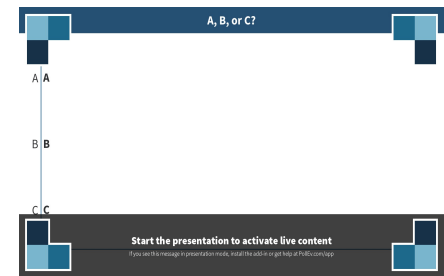 A, B, or C?
A A
B B
C C
Start the presentation to activate live content
If you see this message in presentation mode, install the add-in or get help at PollEv.com/app